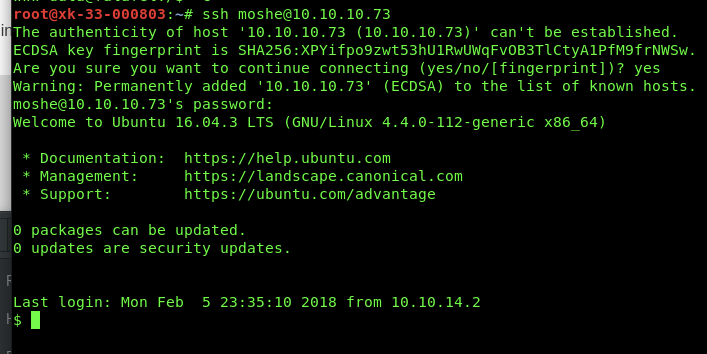 root@xk-33-000803:~# ssh moshe@10.10.10.73
The authenticity of host '10.10.10.73 (10.10.10.73)' can't be established.
ECDSA key fingerprint is SHA256:XPYifpo9zwt53hU1RwUWqFvOB3TlCtyA1PfM9frNWSw.
Are you sure you want to continue connecting (yes/no/[fingerprint])? yes
Warning: Permanently added '10.10.10.73' (ECDSA) to the list of known hosts.
moshe@10.10.10.73's password:
Welcome to Ubuntu 16.04.3 LTS (GNU/Linux 4.4.0-112-generic x86_64)
* Documentation:  https://help.ubuntu.com
* Management:     https://landscape.canonical.com
* Support:        https://ubuntu.com/advantage
0 packages can be updated.
0 updates are security updates.
Last login: Mon Feb  5 23:35:10 2018 from 10.10.14.2
$